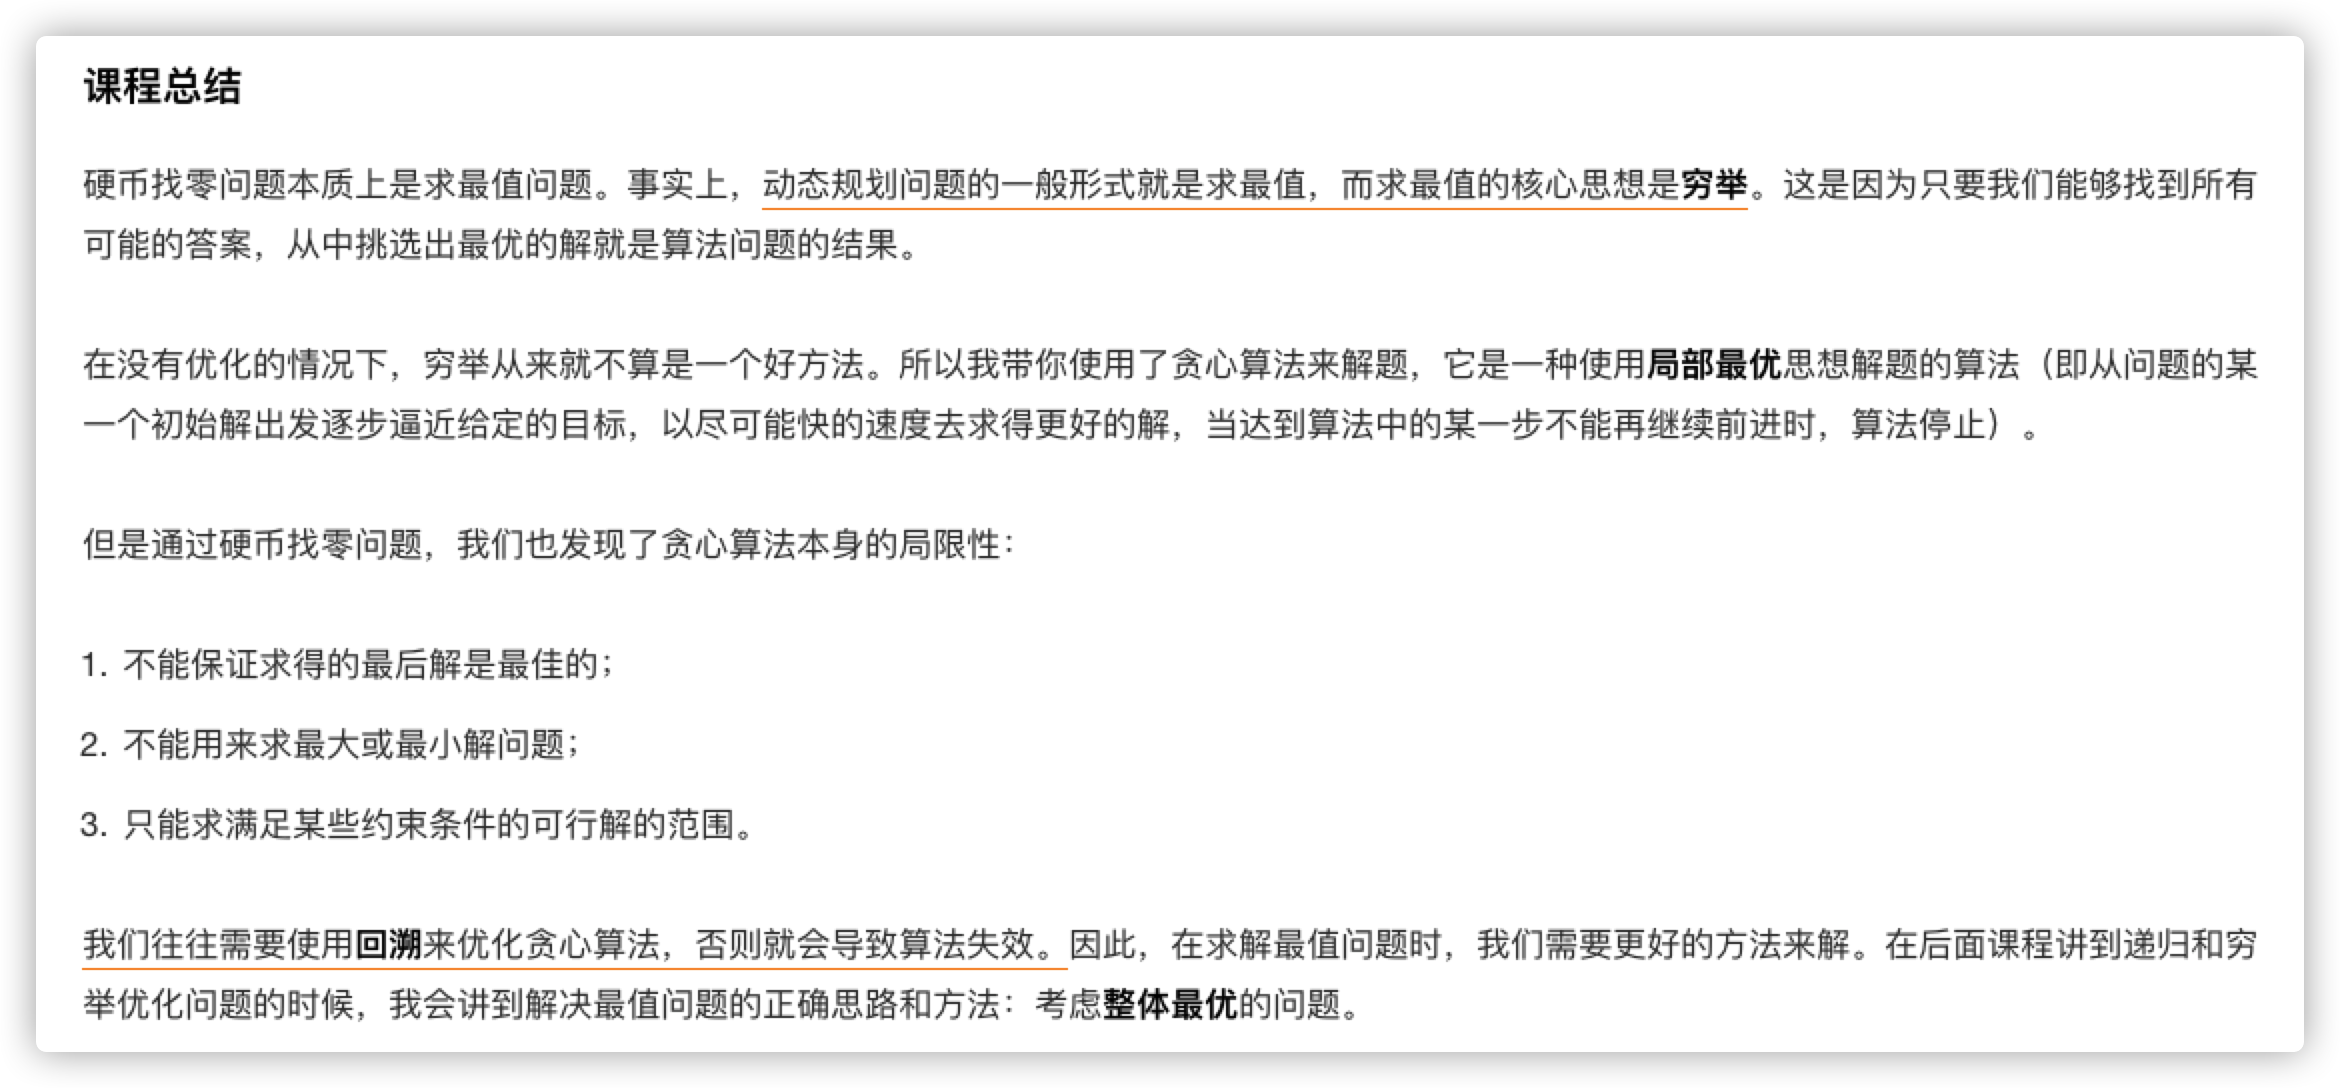 课程总结
硬币找零问题本质上是求最值问题。事实上，动态规划问题的一般形式就是求最值，而求最值的核心思想是穷举。这是因为只要我们能够找到所有
可能的答案，从中挑选出最优的解就是算法问题的结果。
在没有优化的情况下，穷举从来就不算是一个好方法。所以我带你使用了贪心算法来解题，它是一种使用局部最优思想解题的算法（即从问题的某
一个初始解出发逐步逼近给定的目标，以尽可能快的速度去求得更好的解，当达到算法中的某一步不能再继续前进时，算法停止）。
但是通过硬币找零问题，我们也发现了贪心算法本身的局限性：
1. 不能保证求得的最后解是最佳的；
2. 不能用来求最大或最小解问题；
3. 只能求满足某些约束条件的可行解的范围。
我们往往需要使用回溯来优化贪心算法，否则就会导致算法失效。因此，在求解最值问题时，我们需要更好的方法来解。在后面课程讲到递归和穷
举优化问题的时候，我会讲到解决最值问题的正确思路和方法：考虑整体最优的问题。